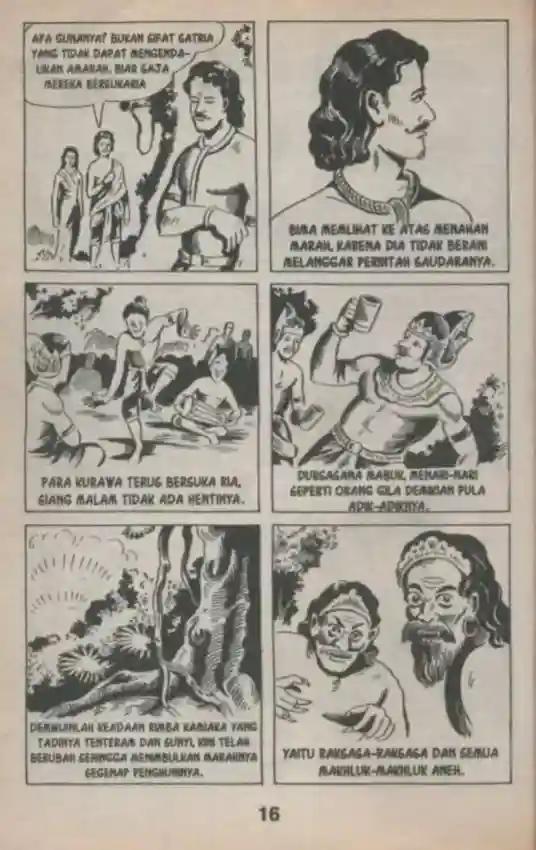 APA GUNANYA? BUKAN SIFAT SATRIA
YANG TIDAK DAPAT MENGENDA-
LIKAN AMARAH. BIAR SAJA
MEREKA BERSUKARIA
BIMA MEMLIHAT KE ATAS MENAHAN
MARAH, KARENA DIA TIDAK BERANI
MELANGGAR PERINTAH SAUDARANYA.
PARA KURAWA TERUS BERSUKA RIA,
SIANG MALAM TIDAK ADA HENTINYA.
DURSASANA MABUK, MENARI-NARI
SEPERTI ORANG GILA DEMIKIAN PULA
ADIK-ADIKNYA.
DEMIKIANLAH KEADAAN RIMBA KAMIAKA YANG
TADINYA TENTERAM DAN SUNYI, KINI TELAH
BERUBAH SEHINGGA MENIMBULKAN MARAHNYA
SEGENAP PENGHUNINYA.
YAITU RAKSASA-RAKSASA DAN SEMUA
MAKHLUK-MAKHLUK ANEH.
16